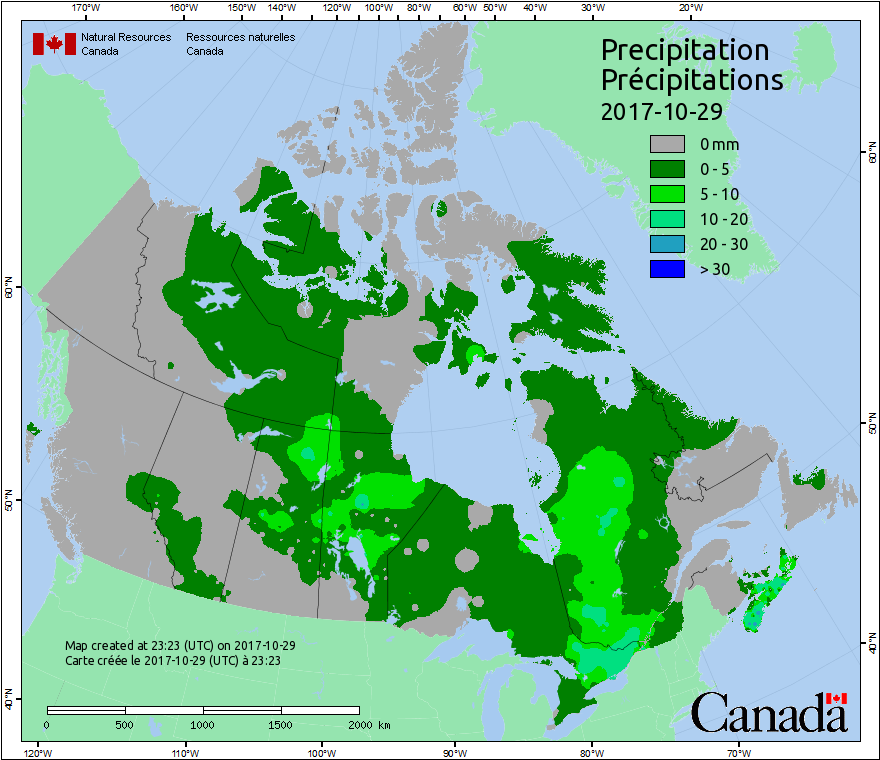 170°W 160°W 150°W 140°W 120°W 100°W 80°W 60°W 50°W 40°W 30°W 20°W
Natural Resources Ressources naturelles
Canada Canada
Precipitation
Précipitations
2017-10-29
0 mm
0 - 5
5 - 10
10 - 20
20 - 30
> 30
60°N
60°N
50°N
50°N
40°N
40°N
Map created at 23:23 (UTC) on 2017-10-29
Carte créée le 2017-10-29 (UTC) à 23:23
0 500 1000 1500 2000 km
Canada
120°W 110°W 100°W 90°W 80°W 70°W